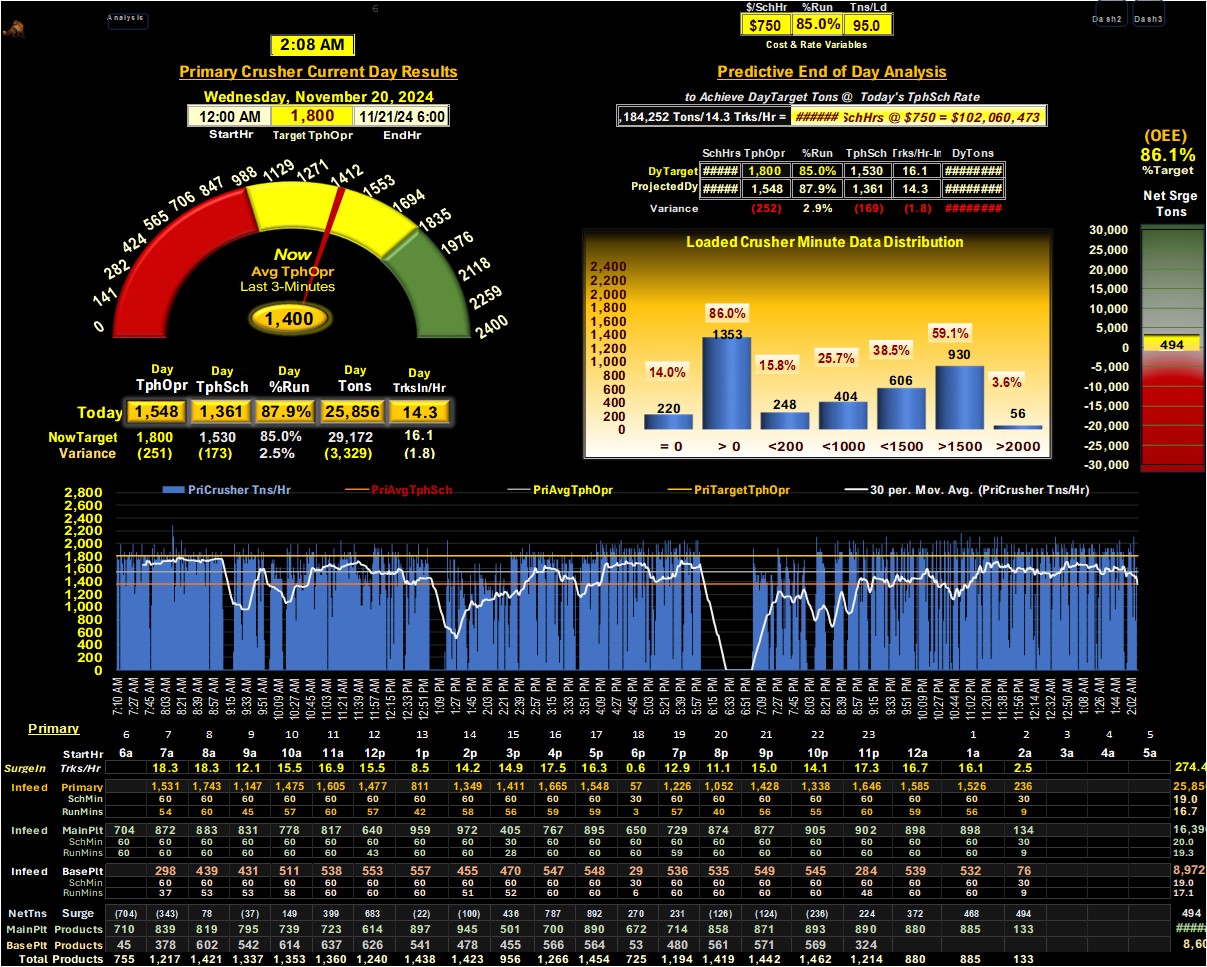 6
Analysis
$/SchHr %Run Tns/Ld
$750 85.0% 95.0
Cost & Rate Variables
Dash2 Dash3
2:08 AM
Primary Crusher Current Day Results
Wednesday, November 20, 2024
12:00 AM 1,800 11/21/24 6:00
StartHr Target TphOpr EndHr
0 141 282 424 565 706 847 988 1129 1271 1412 1553 1694 1835 1976 2118 2259 2400
Now
Avg TphOpr
Last 3-Minutes
1,400
Day Day Day Day Day
TphOpr TphSch %Run Tons TrksIn/Hr
Today 1,548 1,361 87.9% 25,856 14.3
NowTarget 1,800 1,530 85.0% 29,172 16.1
Variance (251) (173) 2.5% (3,329) (1.8)
Predictive End of Day Analysis
to Achieve DayTarget Tons @ Today's TphSch Rate
,184,252 Tons/14.3 Trks/Hr = ###### SchHrs @ $750 = $102,060,473
SchHrs TphOpr %Run TphSch Trks/Hr-In DyTons
DyTarget ##### 1,800 85.0% 1,530 16.1 ########
ProjectedDy ##### 1,548 87.9% 1,361 14.3 ########
Variance (252) 2.9% (169) (1.8) ########
(OEE)
86.1%
%Target
Net Srge
Tons
30,000
25,000
20,000
15,000
10,000
5,000
0
494
-5,000
-10,000
-15,000
-20,000
-25,000
-30,000
Loaded Crusher Minute Data Distribution
2,400
2,200
2,000
1,800
1,600
1,400
1,200
1,000
800
600
400
200
0
14.0% 86.0% 15.8% 25.7% 38.5% 59.1% 3.6%
220 1353 248 404 606 930 56
= 0 > 0 <200 <1000 <1500 >1500 >2000
PriCrusher Tns/Hr PriAvgTphSch PriAvgTphOpr PriTargetTphOpr 30 per. Mov. Avg. (PriCrusher Tns/Hr)
2,800
2,600
2,400
2,200
2,000
1,800
1,600
1,400
1,200
1,000
800
600
400
200
0
7:10 AM 7:27 AM 7:45 AM 8:03 AM 8:21 AM 8:39 AM 8:57 AM 9:15 AM 9:33 AM 9:51 AM 10:09 AM 10:27 AM 10:45 AM 11:03 AM 11:21 AM 11:39 AM 11:57 AM 12:15 PM 12:33 PM 12:51 PM 1:09 PM 1:27 PM 1:45 PM 2:03 PM 2:21 PM 2:39 PM 2:57 PM 3:15 PM 3:33 PM 3:51 PM 4:09 PM 4:27 PM 4:45 PM 5:03 PM 5:21 PM 5:39 PM 5:57 PM 6:15 PM 6:33 PM 6:51 PM 7:09 PM 7:27 PM 7:45 PM 8:03 PM 8:21 PM 8:39 PM 8:57 PM 9:15 PM 9:33 PM 9:51 PM 10:09 PM 10:27 PM 10:44 PM 11:02 PM 11:20 PM 11:38 PM 11:56 PM 12:14 AM 12:32 AM 12:50 AM 1:08 AM 1:26 AM 1:44 AM 2:02 AM
Primary 6 7 8 9 10 11 12 13 14 15 16 17 18 19 20 21 22 23 1 2 3 4 5
StartHr 6a 7a 8a 9a 10a 11a 12p 1p 2p 3p 4p 5p 6p 7p 8p 9p 10p 11p 12a 1a 2a 3a 4a 5a
SurgeIn Trks/Hr 18.3 18.3 12.1 15.5 16.9 15.5 8.5 14.2 14.9 17.5 16.3 0.6 12.9 11.1 15.0 14.1 17.3 16.7 16.1 2.5 274.4
Infeed Primary 1,531 1,743 1,147 1,475 1,605 1,477 811 1,349 1,411 1,665 1,548 57 1,226 1,052 1,428 1,338 1,646 1,585 1,526 236 25,85
SchMin 60 60 60 60 60 60 60 60 60 60 60 30 60 60 60 60 60 60 60 30 19.0
RunMins 54 60 45 57 60 57 42 58 56 59 59 3 57 40 56 55 60 59 56 9 16.7
Infeed MainPlt 704 872 883 831 778 817 640 959 972 405 767 895 650 729 874 877 905 902 898 898 134 16,39
SchMin 60 60 60 60 60 60 60 60 60 30 60 60 60 60 60 60 60 60 60 60 30 20.0
RunMins 60 60 60 60 60 60 43 60 60 28 60 60 60 59 60 60 60 60 60 60 9 19.3
Infeed BasePlt 298 439 431 511 538 553 557 455 470 547 548 29 536 535 549 545 284 539 532 76 8,972
SchMin 60 60 60 60 60 60 60 60 60 60 60 30 60 60 60 60 60 60 60 30 19.0
RunMins 37 53 53 58 60 60 60 51 52 60 60 6 60 60 60 60 48 60 60 9 17.1
NetTns Surge (704) (343) 78 (37) 149 399 683 (22) (100) 436 787 892 270 231 (126) (124) (236) 224 372 468 494 494
MainPlt Products 710 839 819 795 739 723 614 897 945 501 700 890 672 714 858 871 893 890 880 885 133 #####
BasePlt Products 45 378 602 542 614 637 626 541 478 455 566 564 53 480 561 571 569 324 8,60
Total Products 755 1,217 1,421 1,337 1,353 1,360 1,240 1,438 1,423 956 1,266 1,454 725 1,194 1,419 1,442 1,462 1,214 880 885 133